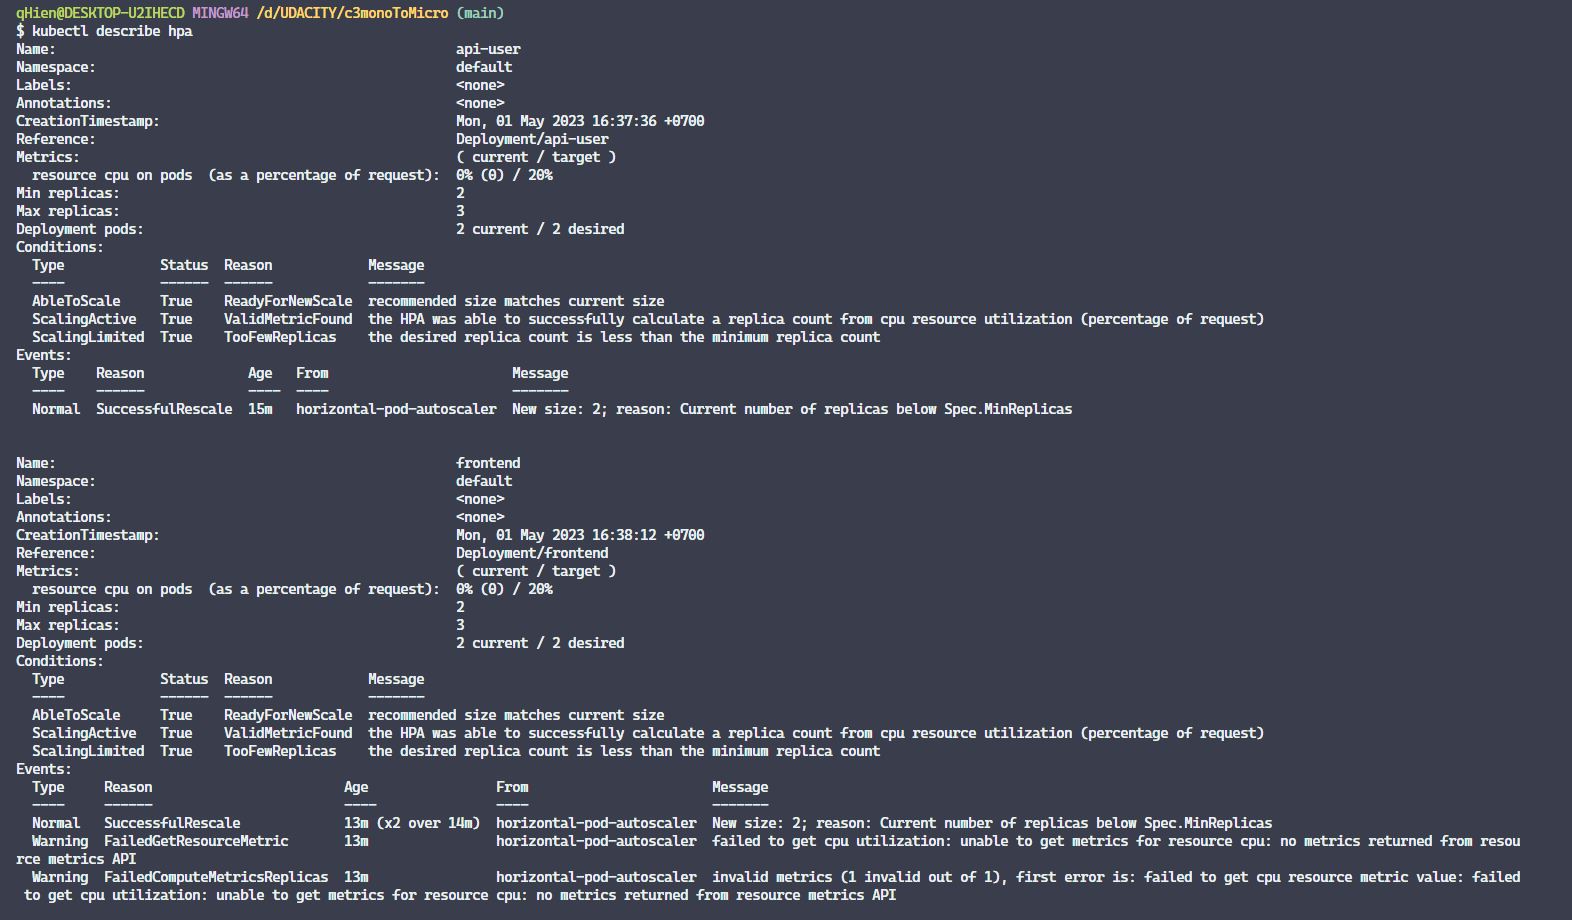 qHien@DESKTOP-U2IHECD MINGW64 /d/UDACITY/c3monoToMicro (main)
$ kubectl describe hpa
Name:                                                  api-user
Namespace:                                             default
Labels:                                                <none>
Annotations:                                           <none>
CreationTimestamp:                                     Mon, 01 May 2023 16:37:36 +0700
Reference:                                             Deployment/api-user
Metrics:                                               ( current / target )
  resource cpu on pods  (as a percentage of request):  0% (0) / 20%
Min replicas:                                          2
Max replicas:                                          3
Deployment pods:                                       2 current / 2 desired
Conditions:
  Type            Status  Reason            Message
  ----            ------  ------            -------
  AbleToScale     True    ReadyForNewScale  recommended size matches current size
  ScalingActive   True    ValidMetricFound  the HPA was able to successfully calculate a replica count from cpu resource utilization (percentage of request)
  ScalingLimited  True    TooFewReplicas    the desired replica count is less than the minimum replica count
Events:
  Type    Reason             Age   From                       Message
  ----    ------             ----  ----                       -------
  Normal  SuccessfulRescale  15m   horizontal-pod-autoscaler  New size: 2; reason: Current number of replicas below Spec.MinReplicas
Name:                                                  frontend
Namespace:                                             default
Labels:                                                <none>
Annotations:                                           <none>
CreationTimestamp:                                     Mon, 01 May 2023 16:38:12 +0700
Reference:                                             Deployment/frontend
Metrics:                                               ( current / target )
  resource cpu on pods  (as a percentage of request):  0% (0) / 20%
Min replicas:                                          2
Max replicas:                                          3
Deployment pods:                                       2 current / 2 desired
Conditions:
  Type            Status  Reason            Message
  ----            ------  ------            -------
  AbleToScale     True    ReadyForNewScale  recommended size matches current size
  ScalingActive   True    ValidMetricFound  the HPA was able to successfully calculate a replica count from cpu resource utilization (percentage of request)
  ScalingLimited  True    TooFewReplicas    the desired replica count is less than the minimum replica count
Events:
  Type     Reason                        Age                From                       Message
  ----     ------                        ----               ----                       -------
  Normal   SuccessfulRescale             13m (x2 over 14m)  horizontal-pod-autoscaler  New size: 2; reason: Current number of replicas below Spec.MinReplicas
  Warning  FailedGetResourceMetric       13m                horizontal-pod-autoscaler  failed to get cpu utilization: unable to get metrics for resource cpu: no metrics returned from resou
rce metrics API
  Warning  FailedComputeMetricsReplicas  13m                horizontal-pod-autoscaler  invalid metrics (1 invalid out of 1), first error is: failed to get cpu resource metric value: failed
 to get cpu utilization: unable to get metrics for resource cpu: no metrics returned from resource metrics API